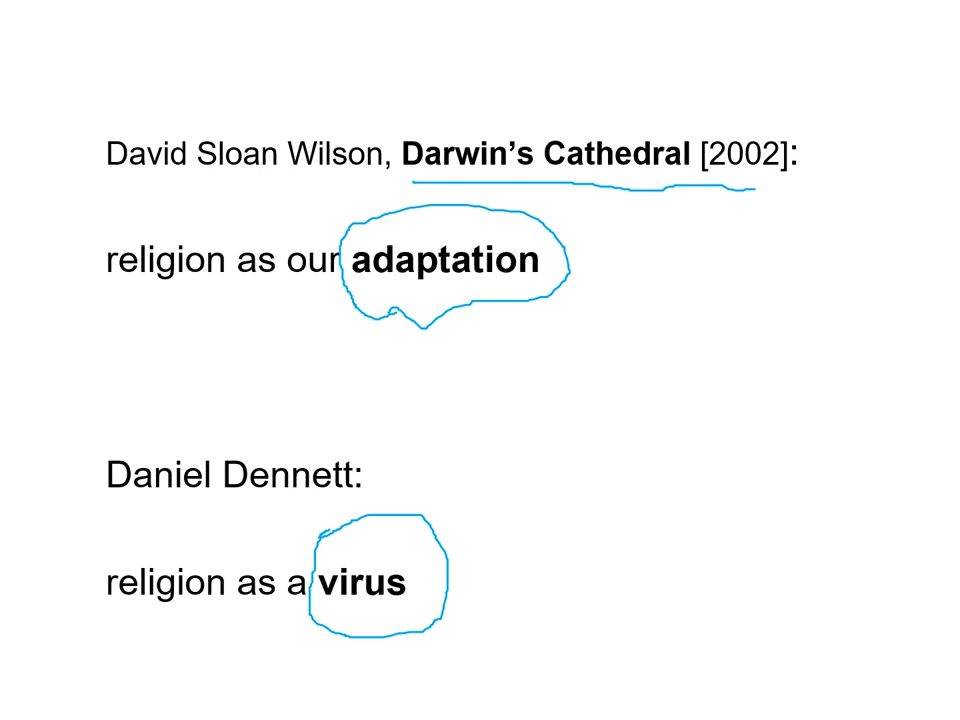 David Sloan Wilson, Darwin’s Cathedral [2002]:
religion as our adaptation
Daniel Dennett:
religion as a virus